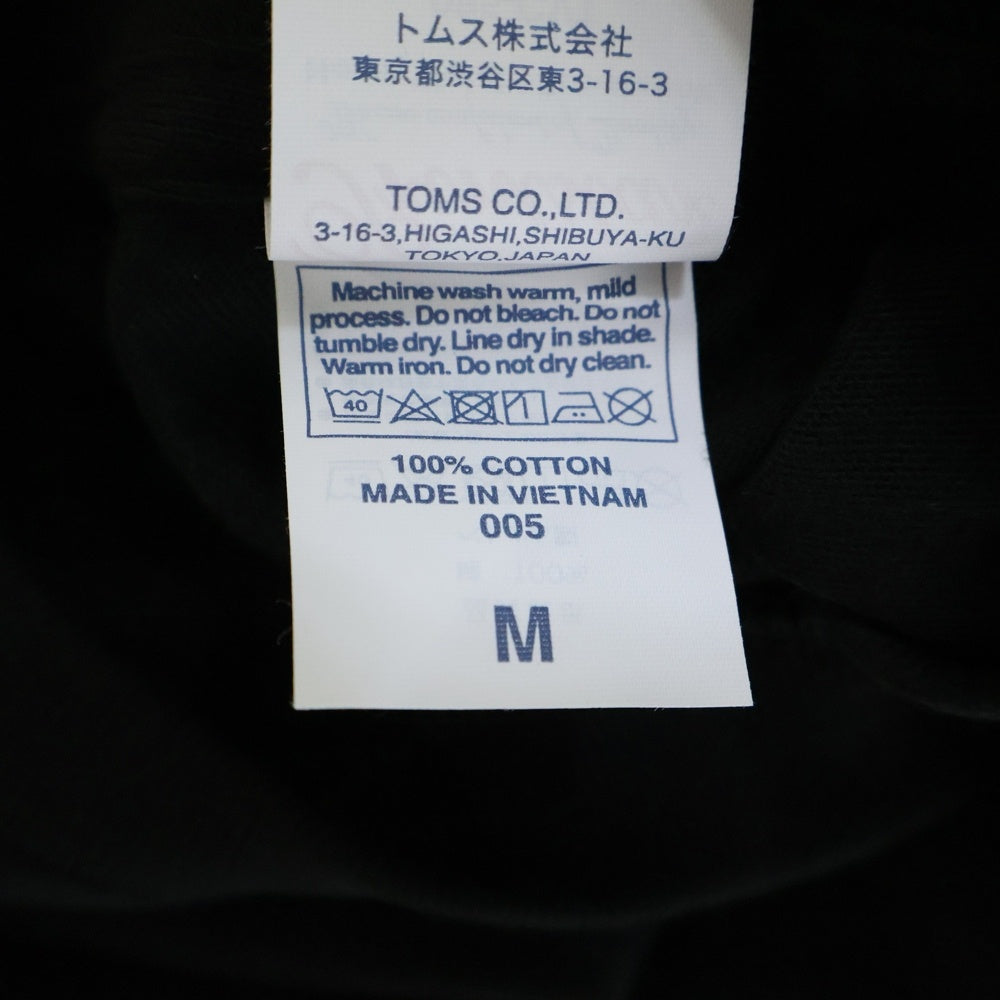 トムス株式会社
東京都渋谷区東3-16-3
TOMS CO.,LTD.
3-16-3,HIGASHI,SHIBUYA-KU
TOKYO.JAPAN
Machine wash warm, mild
process. Do not bleach. Do not
tumble dry. Line dry in shade.
Warm iron. Do not dry clean.
40
100% COTTON
MADE IN VIETNAM
005
M